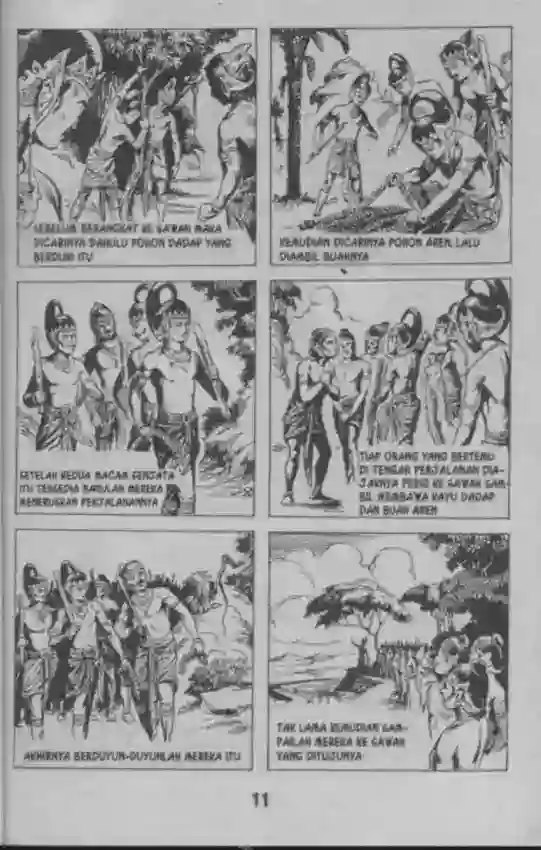 SEBELUM BERANGKAT KE SAWAH MAKA
DICARINYA DAHULU POHON DADAP YANG
BERDURI ITU
KEMUDIAN DICARINYA POHON AREN, LALU
DIAMBIL BUAHNYA
SETELAH KEDUA MACAM SENJATA
ITU TERSEDIA BARULAH MEREKA
MENERUSKAN PERJALANANNYA
TIAP ORANG YANG BERTEMU
DI TENGAH PERJALANAN DIA-
JAKNYA PERGI KE SAWAH SAM-
BIL MEMBAWA KAYU DADAP
DAN BUAH AREN
AKHIRNYA BERDUYUN-DUYUNLAH MEREKA ITU
TAK LAMA KEMUDIAN SAM-
PAILAH MEREKA KE SAWAH
YANG DITUJUNYA
11